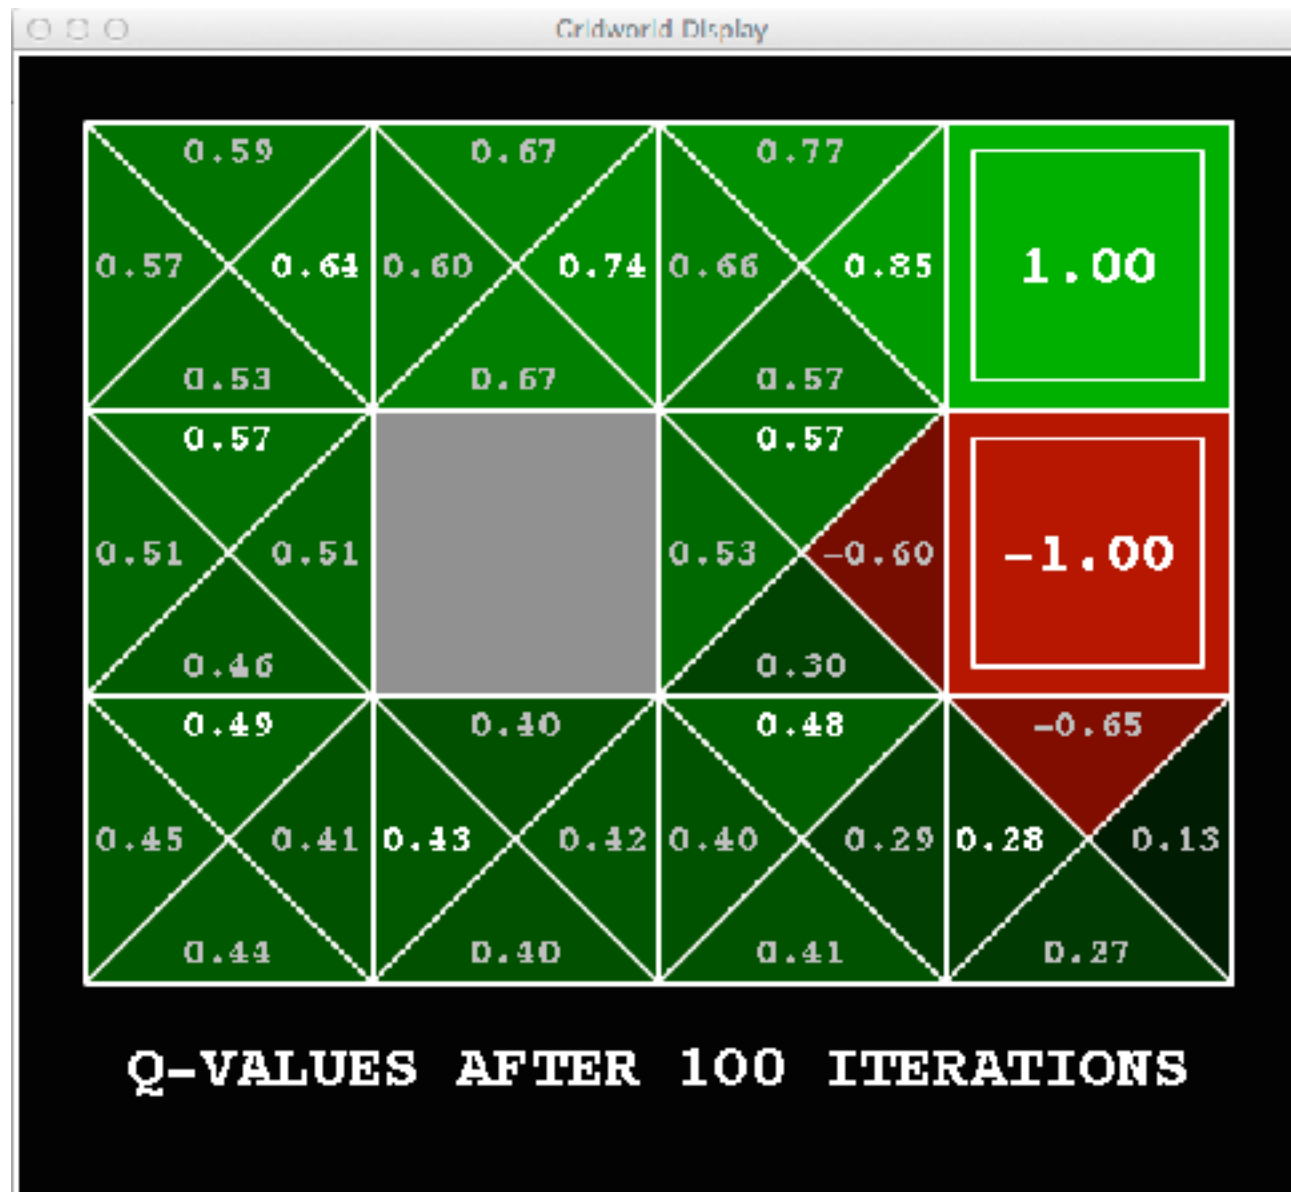 Gridworld Display
0.59 0.67 0.77
0.57 0.64 0.60 0.74 0.66 0.85 1.00
0.53 0.67 0.57
0.57 0.57
0.51 0.51 0.53 -0.60 -1.00
0.46 0.30
0.49 0.40 0.48 -0.65
0.45 0.41 0.43 0.42 0.40 0.29 0.28 0.13
0.44 0.40 0.41 0.27
Q-VALUES AFTER 100 ITERATIONS